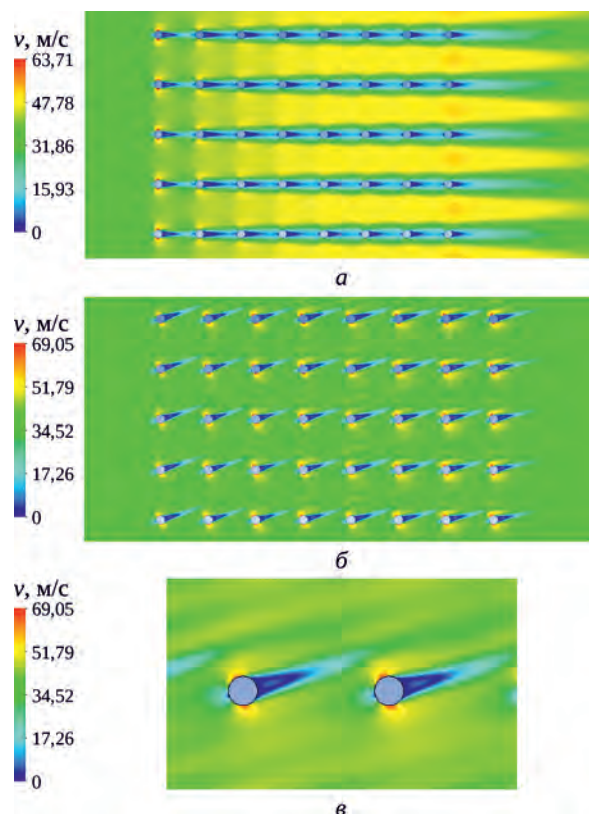 v, м/с
63,71
47,78
31,86
15,93
0
а
v, м/с
69,05
51,79
34,52
17,26
0
б
v, м/с
69,05
51,79
34,52
17,26
0
в